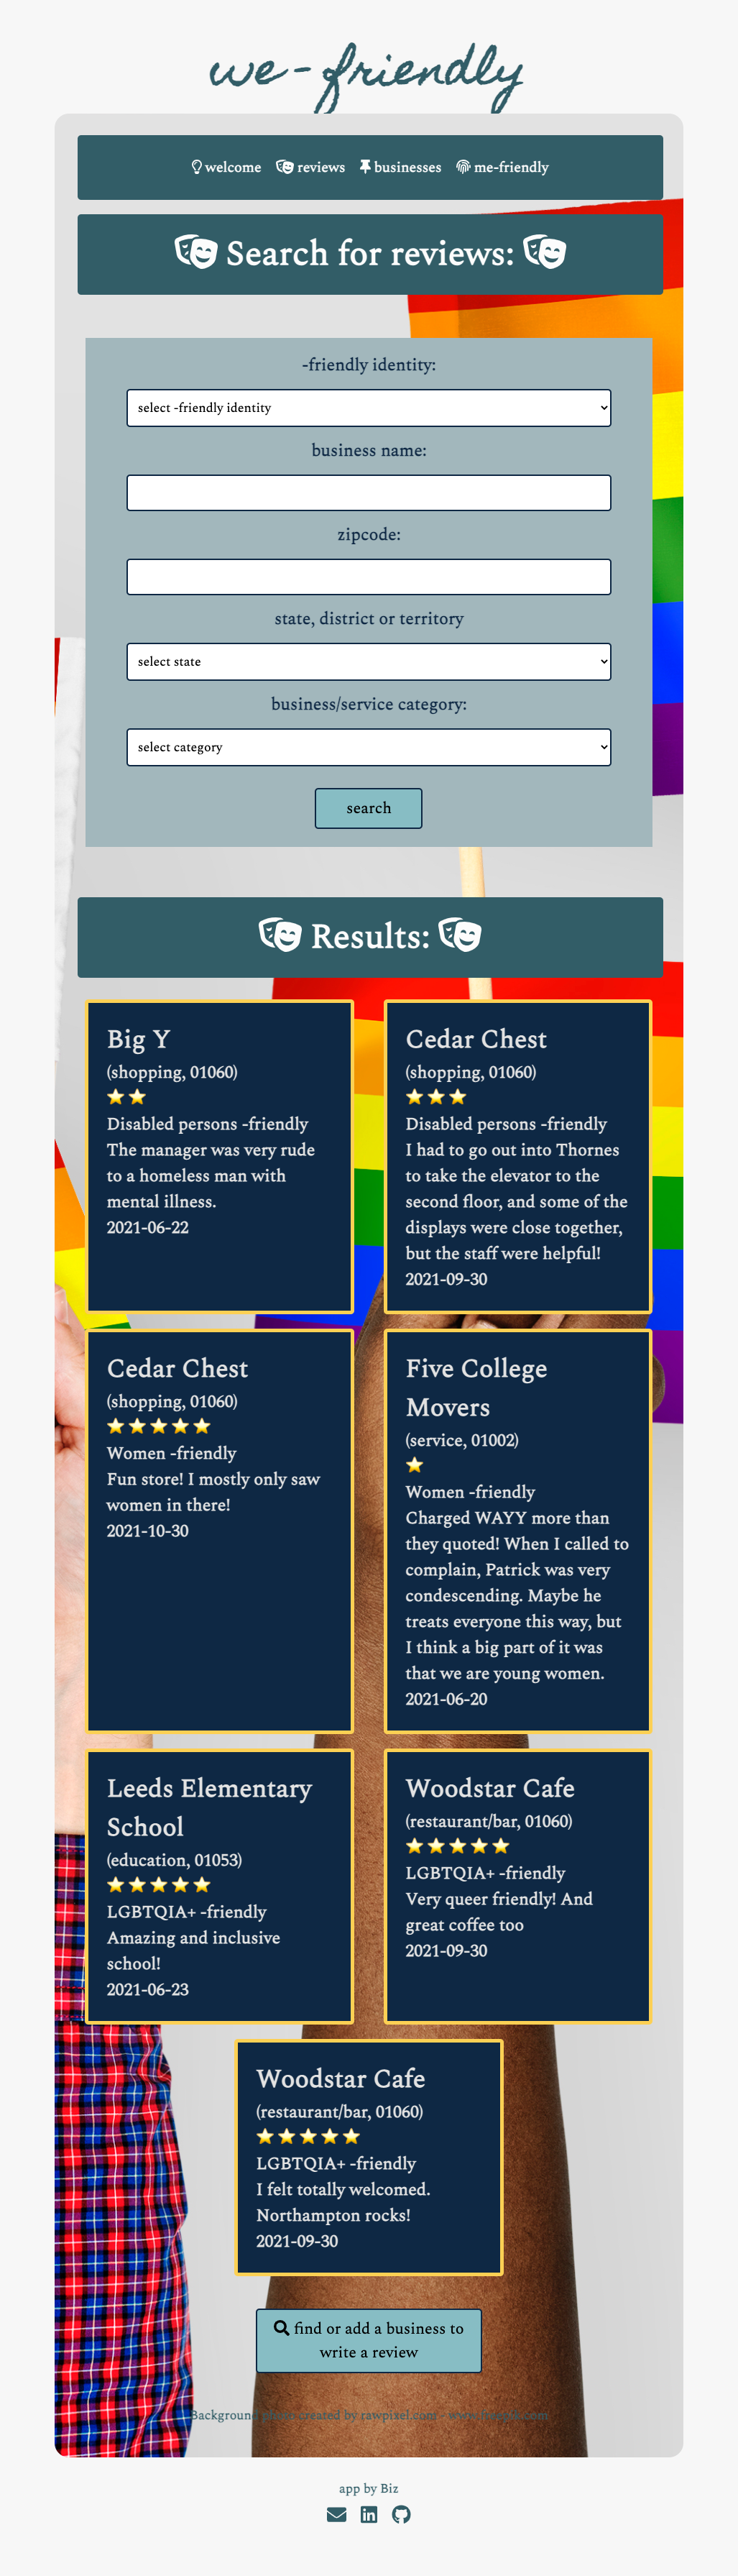 we-friendly
welcome reviews businesses me-friendly
Search for reviews:
-friendly identity:
select -friendly identity
business name:
zipcode:
state, district or territory
select state
business/service category:
select category
search
Results:
Big Y
(shopping, 01060)
Disabled persons -friendly
The manager was very rude
to a homeless man with
mental illness.
2021-06-22
Cedar Chest
(shopping, 01060)
Disabled persons -friendly
I had to go out into Thornes
to take the elevator to the
second floor, and some of the
displays were close together,
but the staff were helpful!
2021-09-30
Cedar Chest
(shopping, 01060)
Women -friendly
Fun store! I mostly only saw
women in there!
2021-10-30
Five College
Movers
(service, 01002)
Women -friendly
Charged WAYY more than
they quoted! When I called to
complain, Patrick was very
condescending. Maybe he
treats everyone this way, but
I think a big part of it was
that we are young women.
2021-06-20
Leeds Elementary
School
(education, 01053)
LGBTQIA+ -friendly
Amazing and inclusive
school!
2021-06-23
Woodstar Cafe
(restaurant/bar, 01060)
LGBTQIA+ -friendly
Very queer friendly! And
great coffee too
2021-09-30
Woodstar Cafe
(restaurant/bar, 01060)
LGBTQIA+ -friendly
I felt totally welcomed.
Northampton rocks!
2021-09-30
find or add a business to
write a review
Background created by rawpixel.com
app by Biz